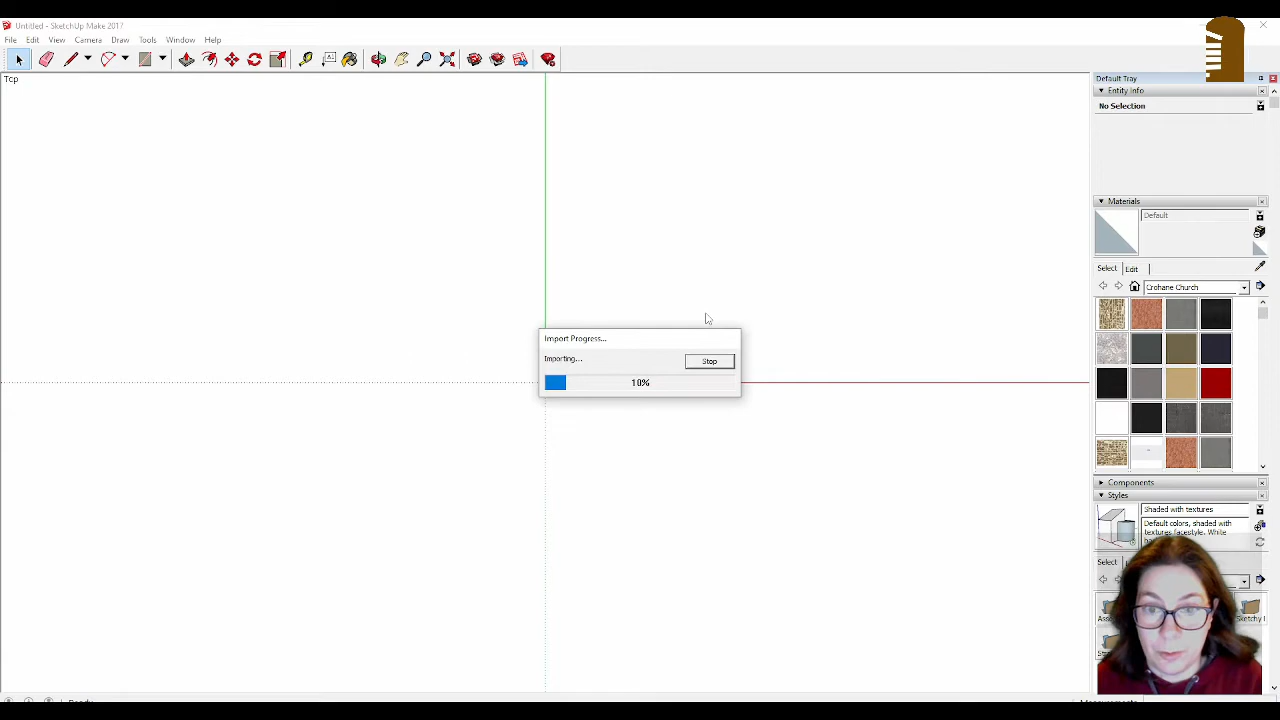 Untitled - SketchUp Make 2017
File Edit View Camera Draw Tools Window Help
Top
Default Tray
Entity Info
No Selection
Materials
Default
Select Edit
Crohane Church
Import Progress...
Importing...
Stop
10%
Components
Styles
Shaded with textures
Default colors, shaded with
textures facestyle. White
Select